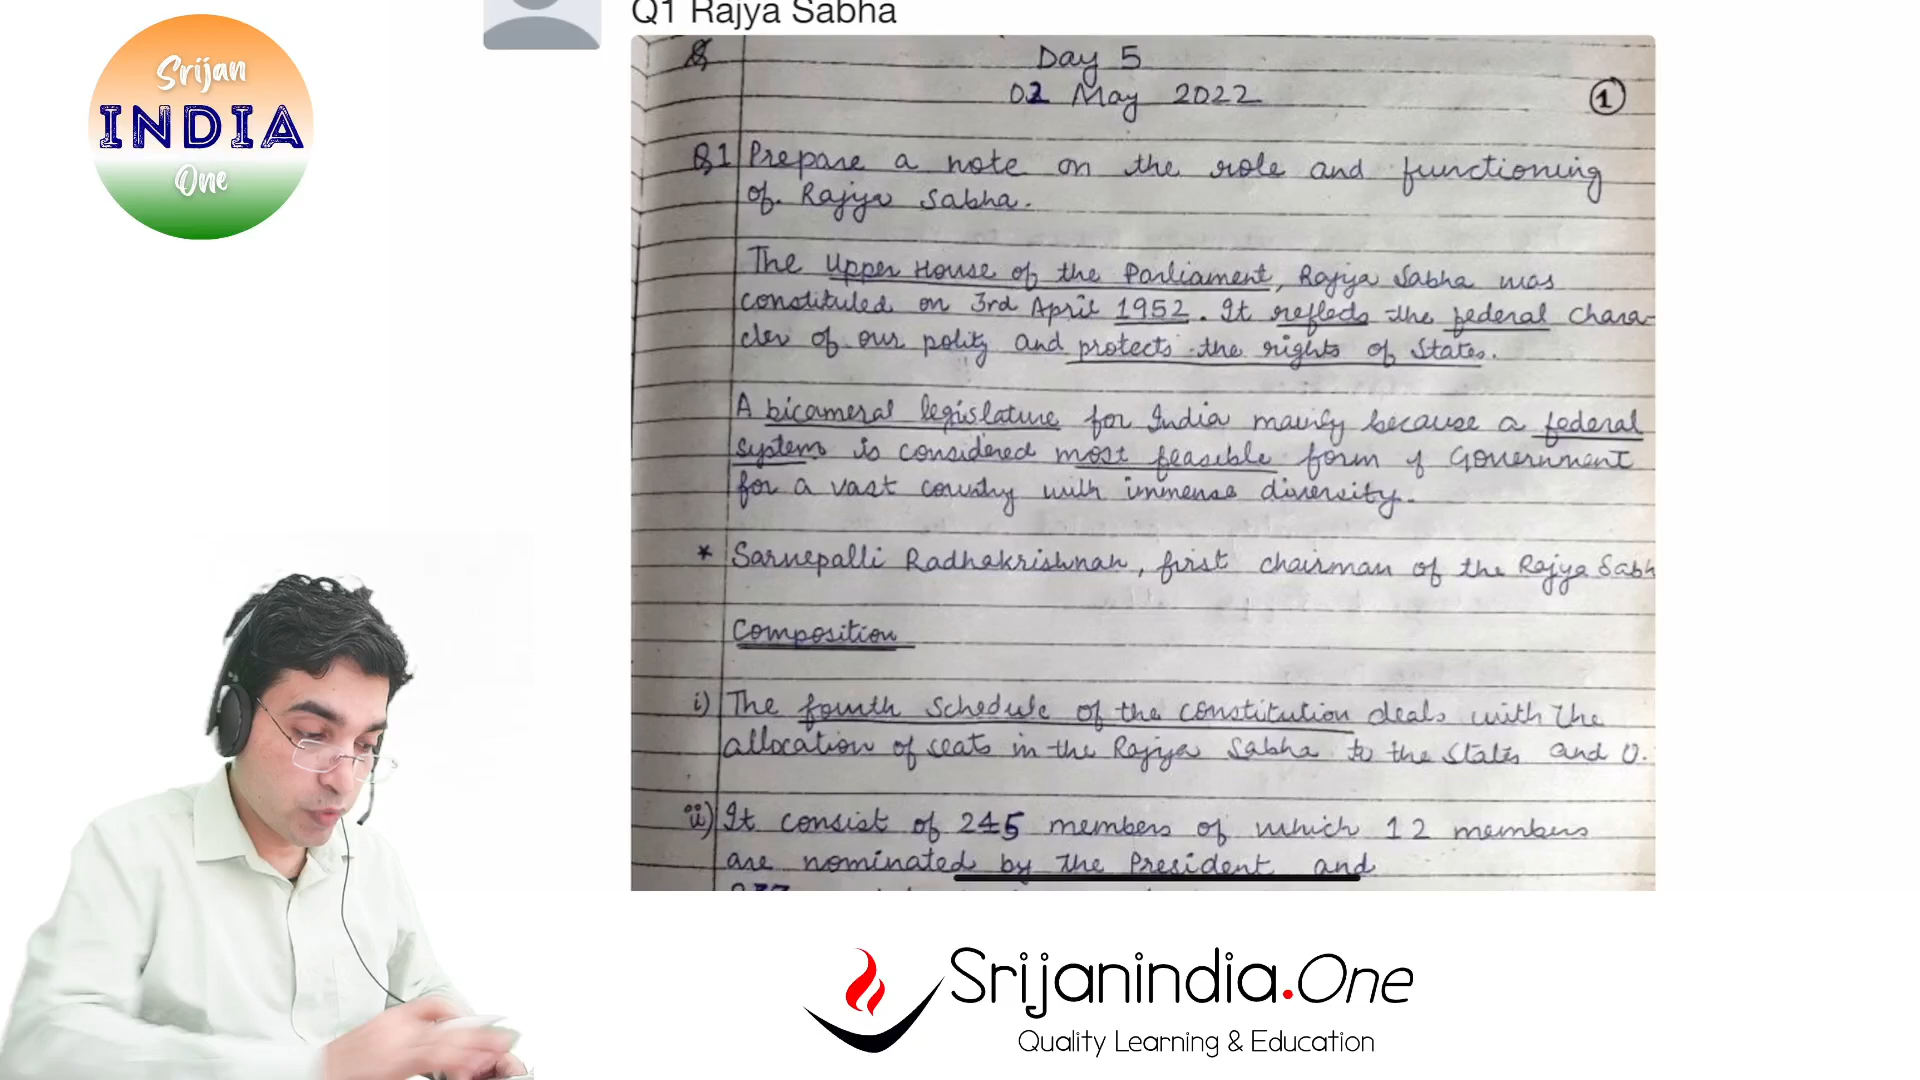 Srijan
INDIA
One
Q1 Rajya Sabha
Day 5
02 May 2022
1
Q1 Prepare a note on the role and functioning
of Rajya Sabha.
The Upper House of the Parliament, Rajya Sabha was
constituted on 3rd April 1952. It reflects the federal chara-
cter of our polity and protects the rights of States.
A bicameral legislature for India mainly because a federal
system is considered most feasible form of Government
for a vast country with immense diversity.
* Sarvepalli Radhakrishnan, first chairman of the Rajya Sabh
Composition
i) The fourth Schedule of the constitution deals with the
allocation of seats in the Rajya Sabha to the States and U.
ii) It consist of 245 members of which 12 members
are nominated by the President and
Srijanindia.One
Quality Learning & Education